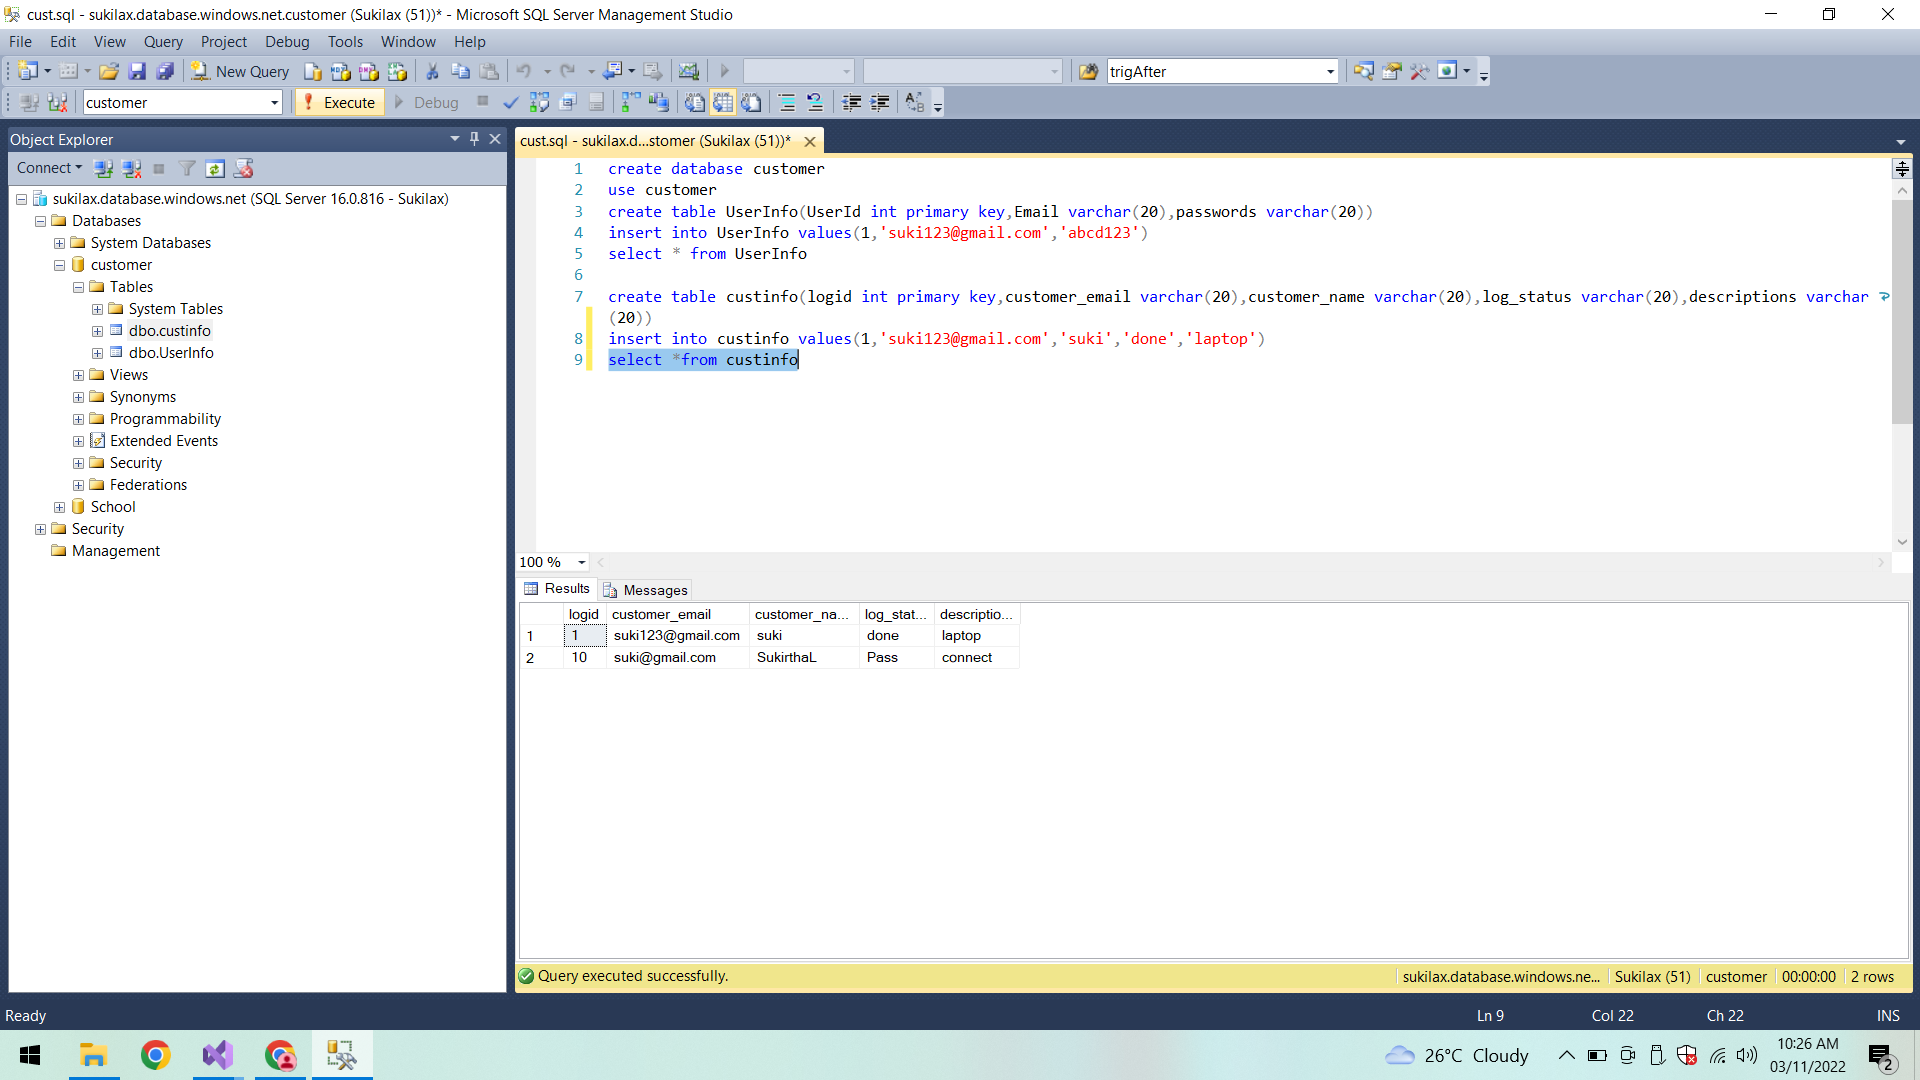 cust.sql - sukilax.database.windows.net.customer (Sukilax (51))* - Microsoft SQL Server Management Studio
File Edit View Query Project Debug Tools Window Help
New Query trigAfter
customer Execute Debug
Object Explorer
Connect
sukilax.database.windows.net (SQL Server 16.0.816 - Sukilax)
Databases
System Databases
customer
Tables
System Tables
dbo.custinfo
dbo.UserInfo
Views
Synonyms
Programmability
Extended Events
Security
Federations
School
Security
Management
cust.sql - sukilax.d...stomer (Sukilax (51))*
1 create database customer
2 use customer
3 create table UserInfo(UserId int primary key,Email varchar(20),passwords varchar(20))
4 insert into UserInfo values(1,'suki123@gmail.com','abcd123')
5 select * from UserInfo
6
7 create table custinfo(logid int primary key,customer_email varchar(20),customer_name varchar(20),log_status varchar(20),descriptions varchar
(20))
8 insert into custinfo values(1,'suki123@gmail.com','suki','done','laptop')
9 select *from custinfo
100 %
Results Messages
logid customer_email customer_na... log_stat... descriptio...
1 1 suki123@gmail.com suki done laptop
2 10 suki@gmail.com SukirthaL Pass connect
Query executed successfully. sukilax.database.windows.ne... Sukilax (51) customer 00:00:00 2 rows
Ready Ln 9 Col 22 Ch 22 INS
26°C Cloudy 10:26 AM
03/11/2022
2